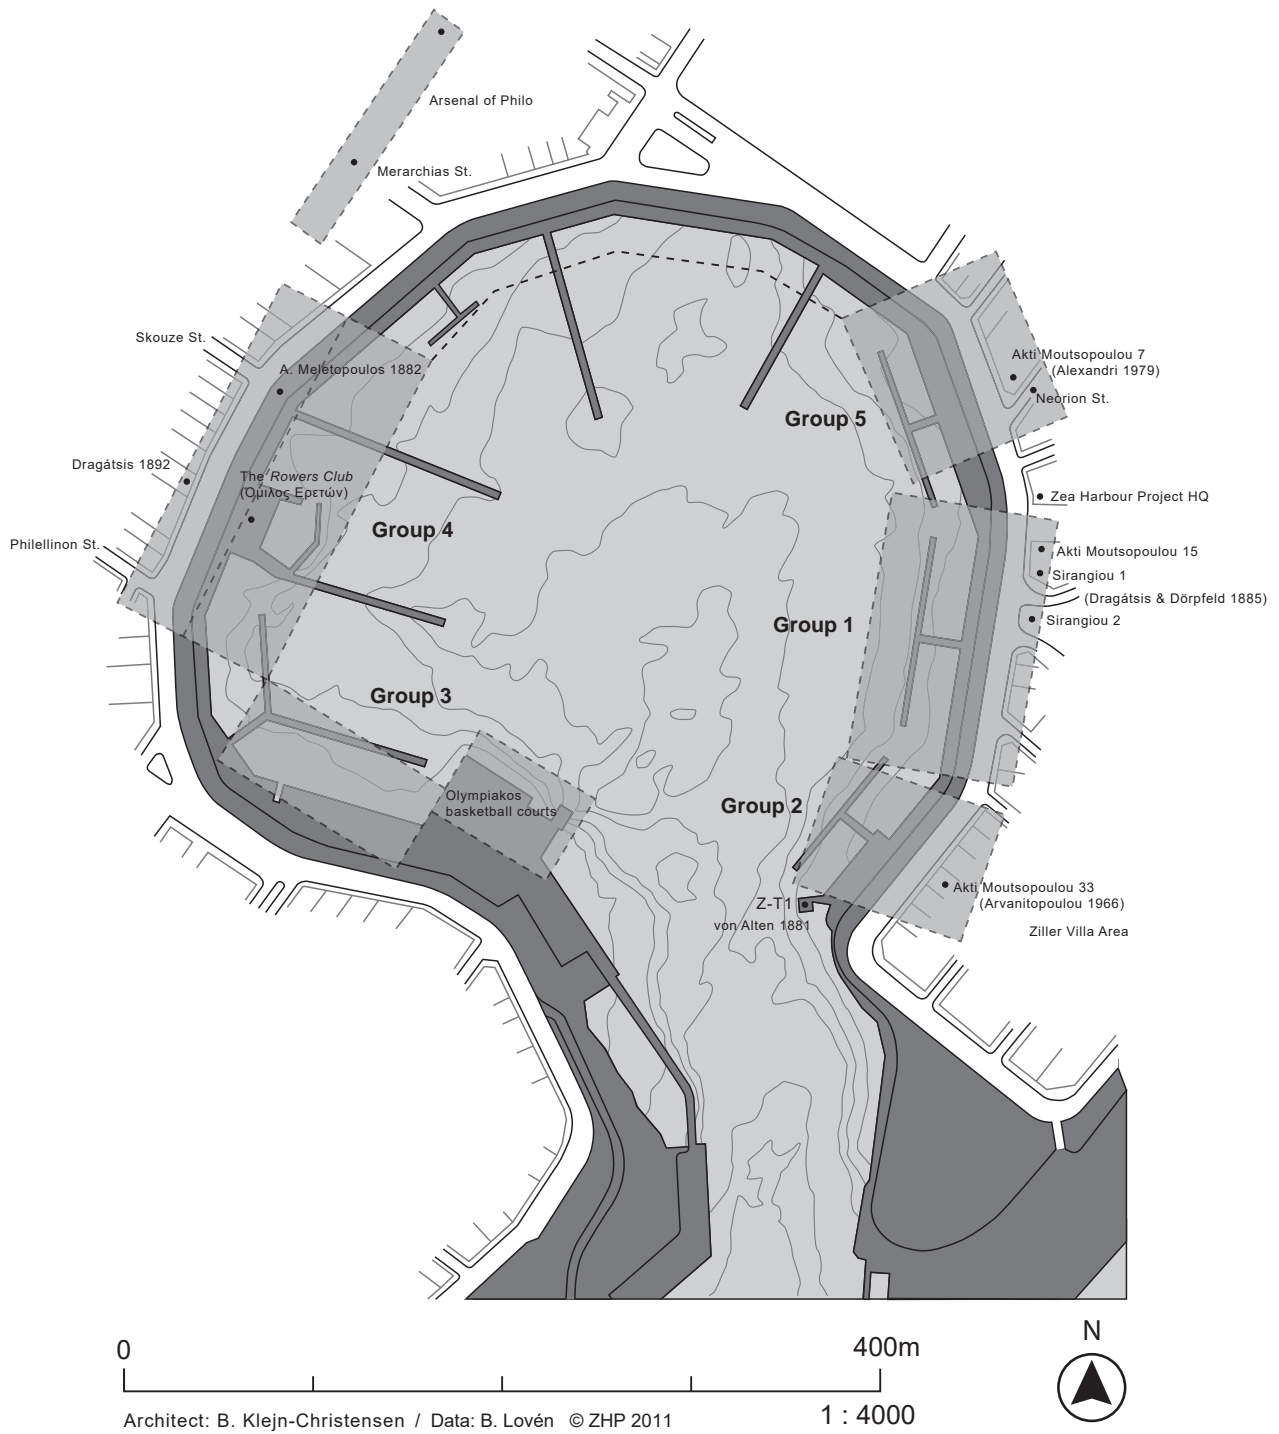 Arsenal of Philo
Merarchias St.
Skouze St.
A. Meletopoulos 1882
Akti Moutsopoulou 7
(Alexandri 1979)
Neorion St.
Group 5
Dragátsis 1892
The Rowers Club
(Όμιλος Ερετών)
Zea Harbour Project HQ
Group 4
Philellinon St.
Akti Moutsopoulou 15
Sirangiou 1
(Dragátsis & Dörpfeld 1885)
Sirangiou 2
Group 1
Group 3
Olympiakos
basketball courts
Group 2
Akti Moutsopoulou 33
(Arvanitopoulou 1966)
Z-T1
von Alten 1881
Ziller Villa Area
N
0
400m
Architect: B. Klejn-Christensen / Data: B. Lovén © ZHP 2011
1 : 4000